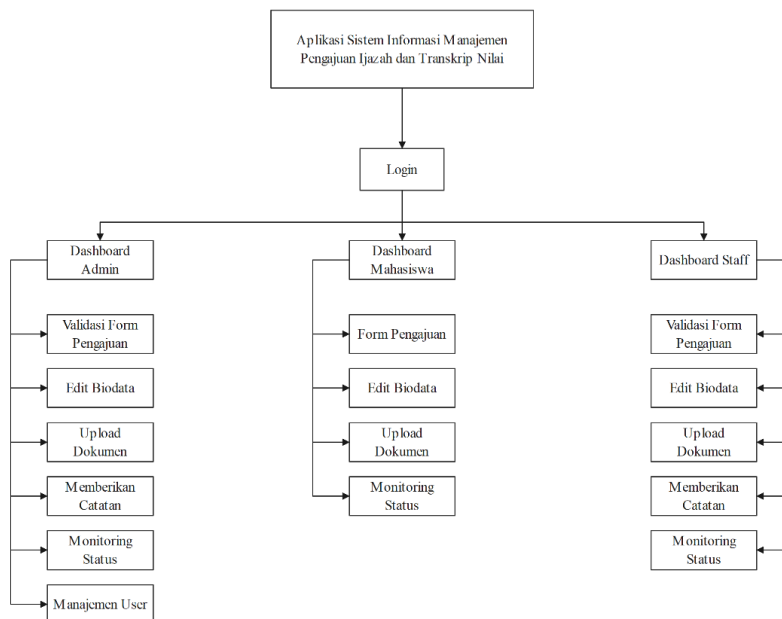 Aplikasi Sistem Informasi Manajemen
Pengajuan Ijazah dan Transkrip Nilai
Login
Dashboard
Admin
Validasi Form
Pengajuan
Edit Biodata
Upload
Dokumen
Memberikan
Catatan
Monitoring
Status
Manajemen User
Dashboard
Mahasiswa
Form Pengajuan
Edit Biodata
Upload
Dokumen
Monitoring
Status
Dashboard Staff
Validasi Form
Pengajuan
Edit Biodata
Upload
Dokumen
Memberikan
Catatan
Monitoring
Status